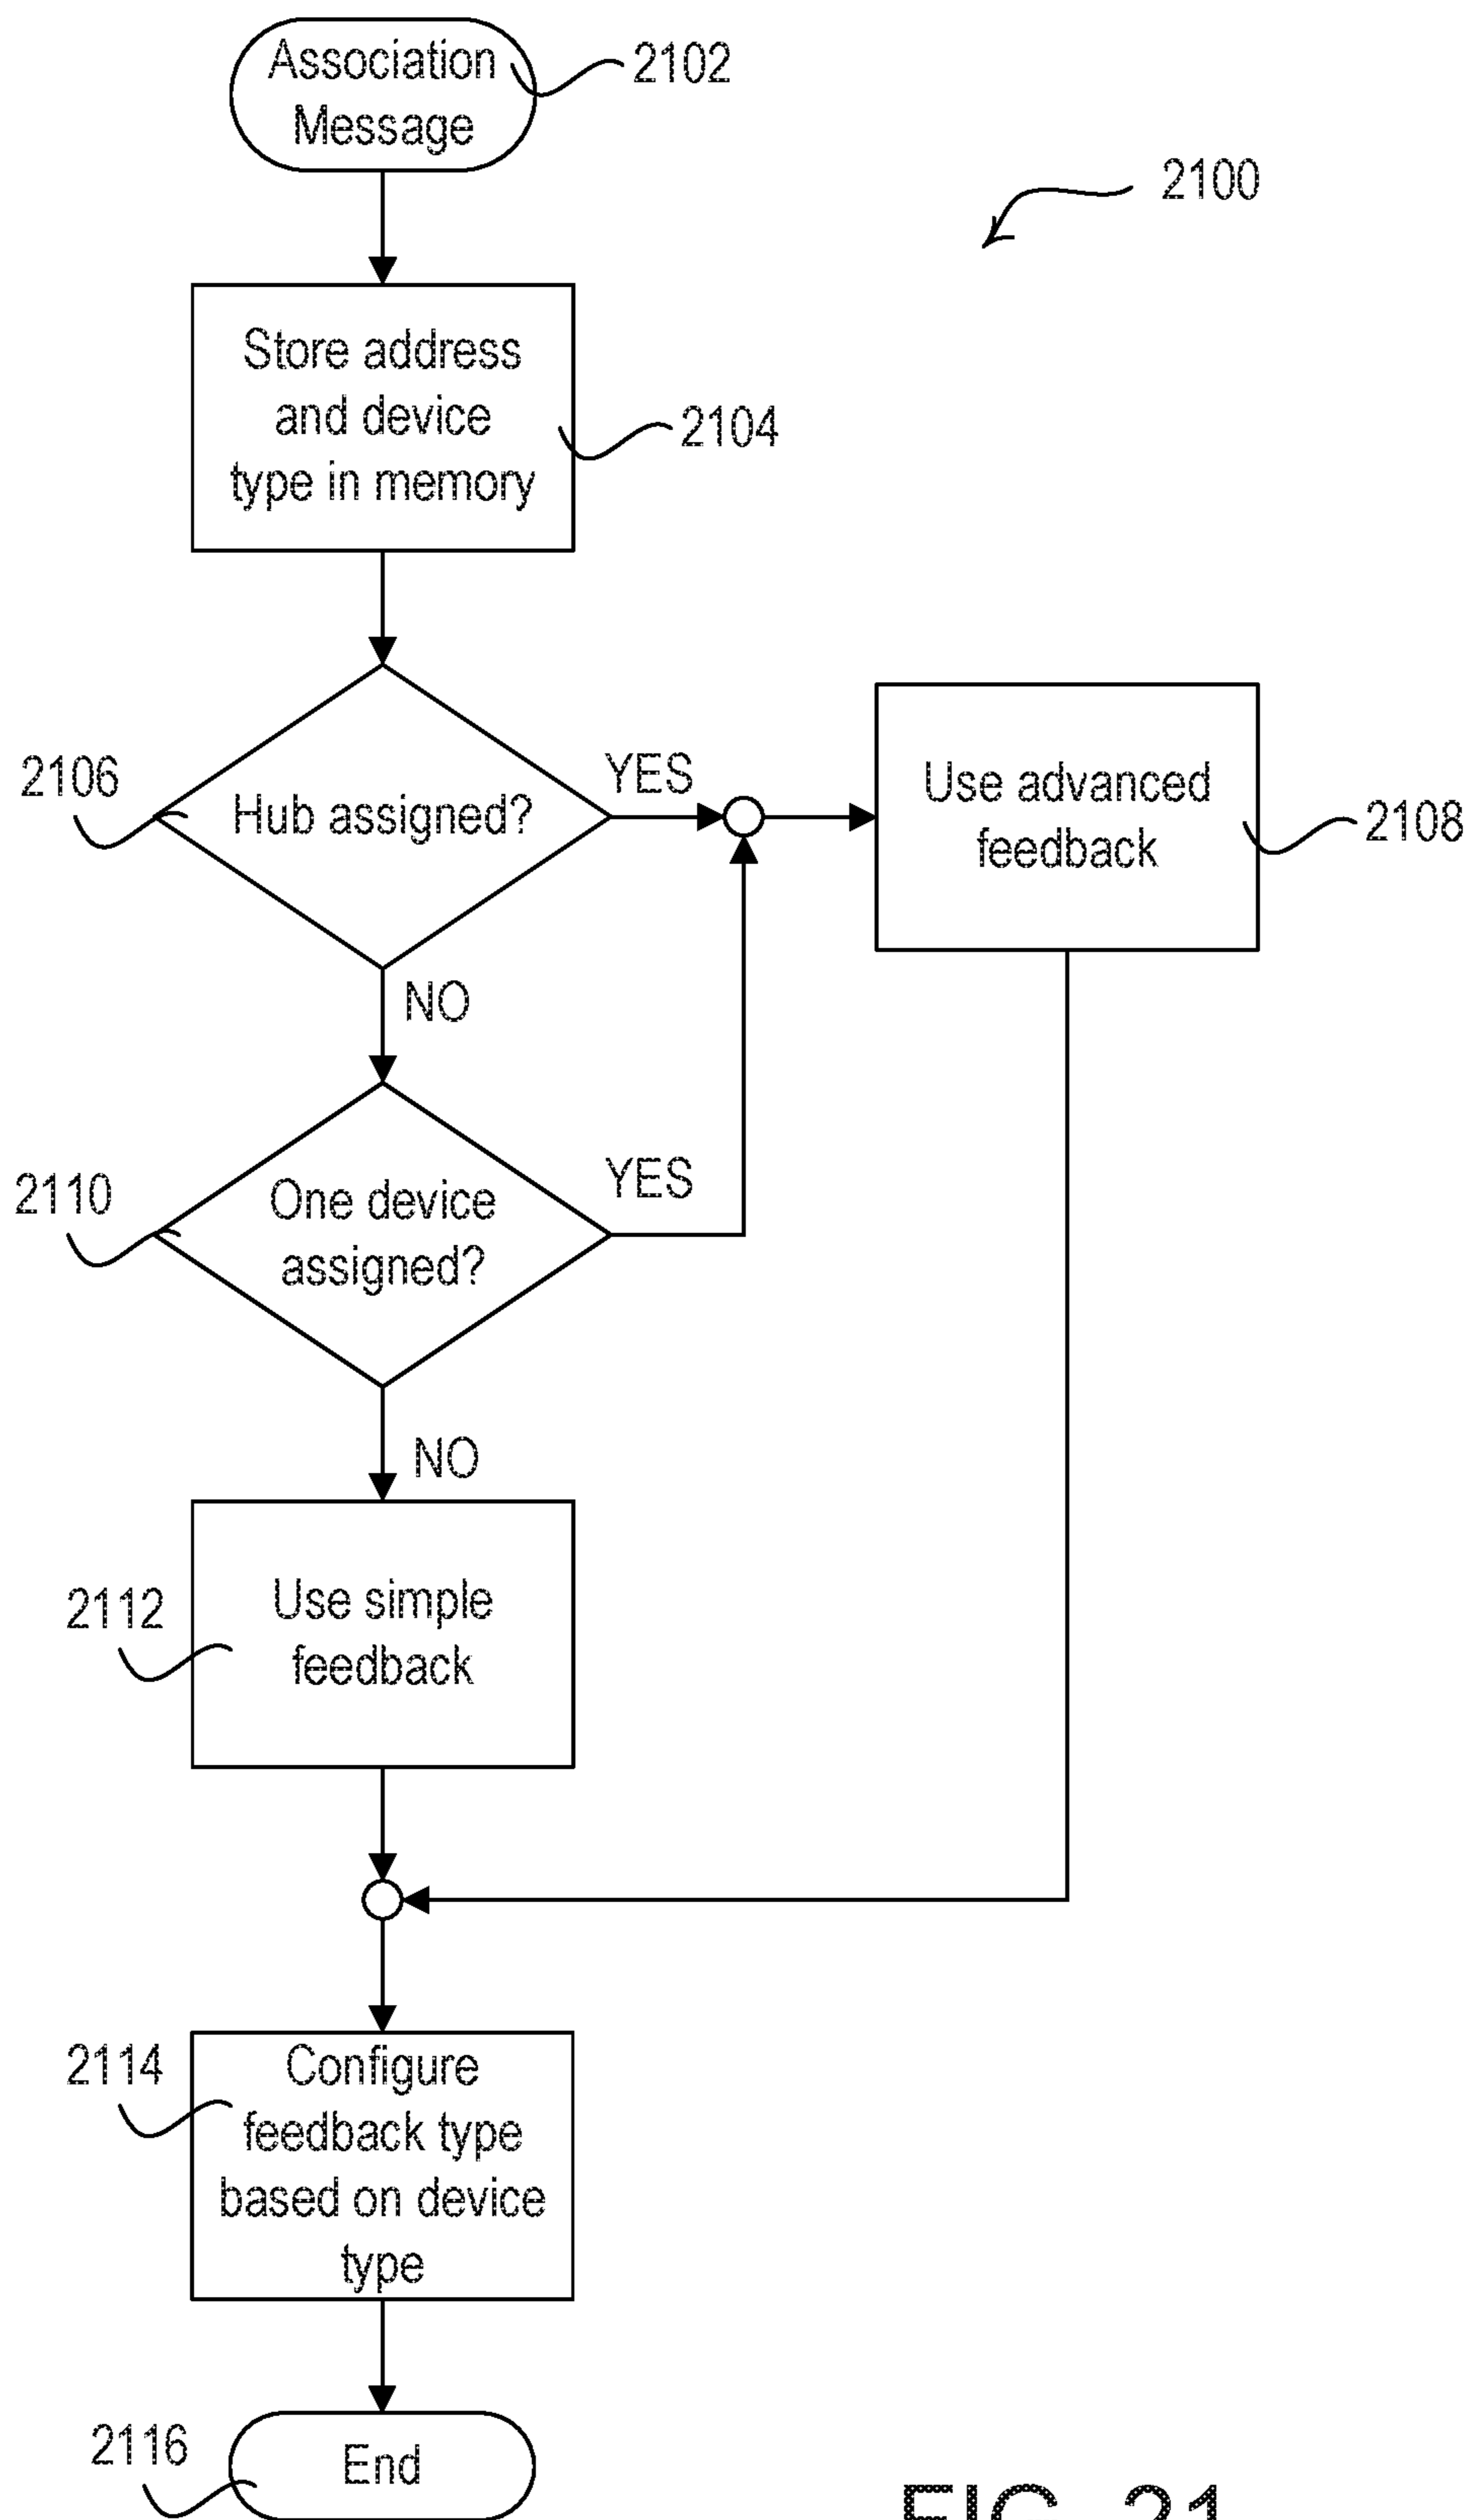 Association
Message
2102
2100
Store address
and device
type in memory
2104
2106
Hub assigned?
YES
Use advanced
feedback
2108
NO
2110
One device
assigned?
YES
NO
2112
Use simple
feedback
2114
Configure
feedback type
based on device
type
2116
End
FIG. 21